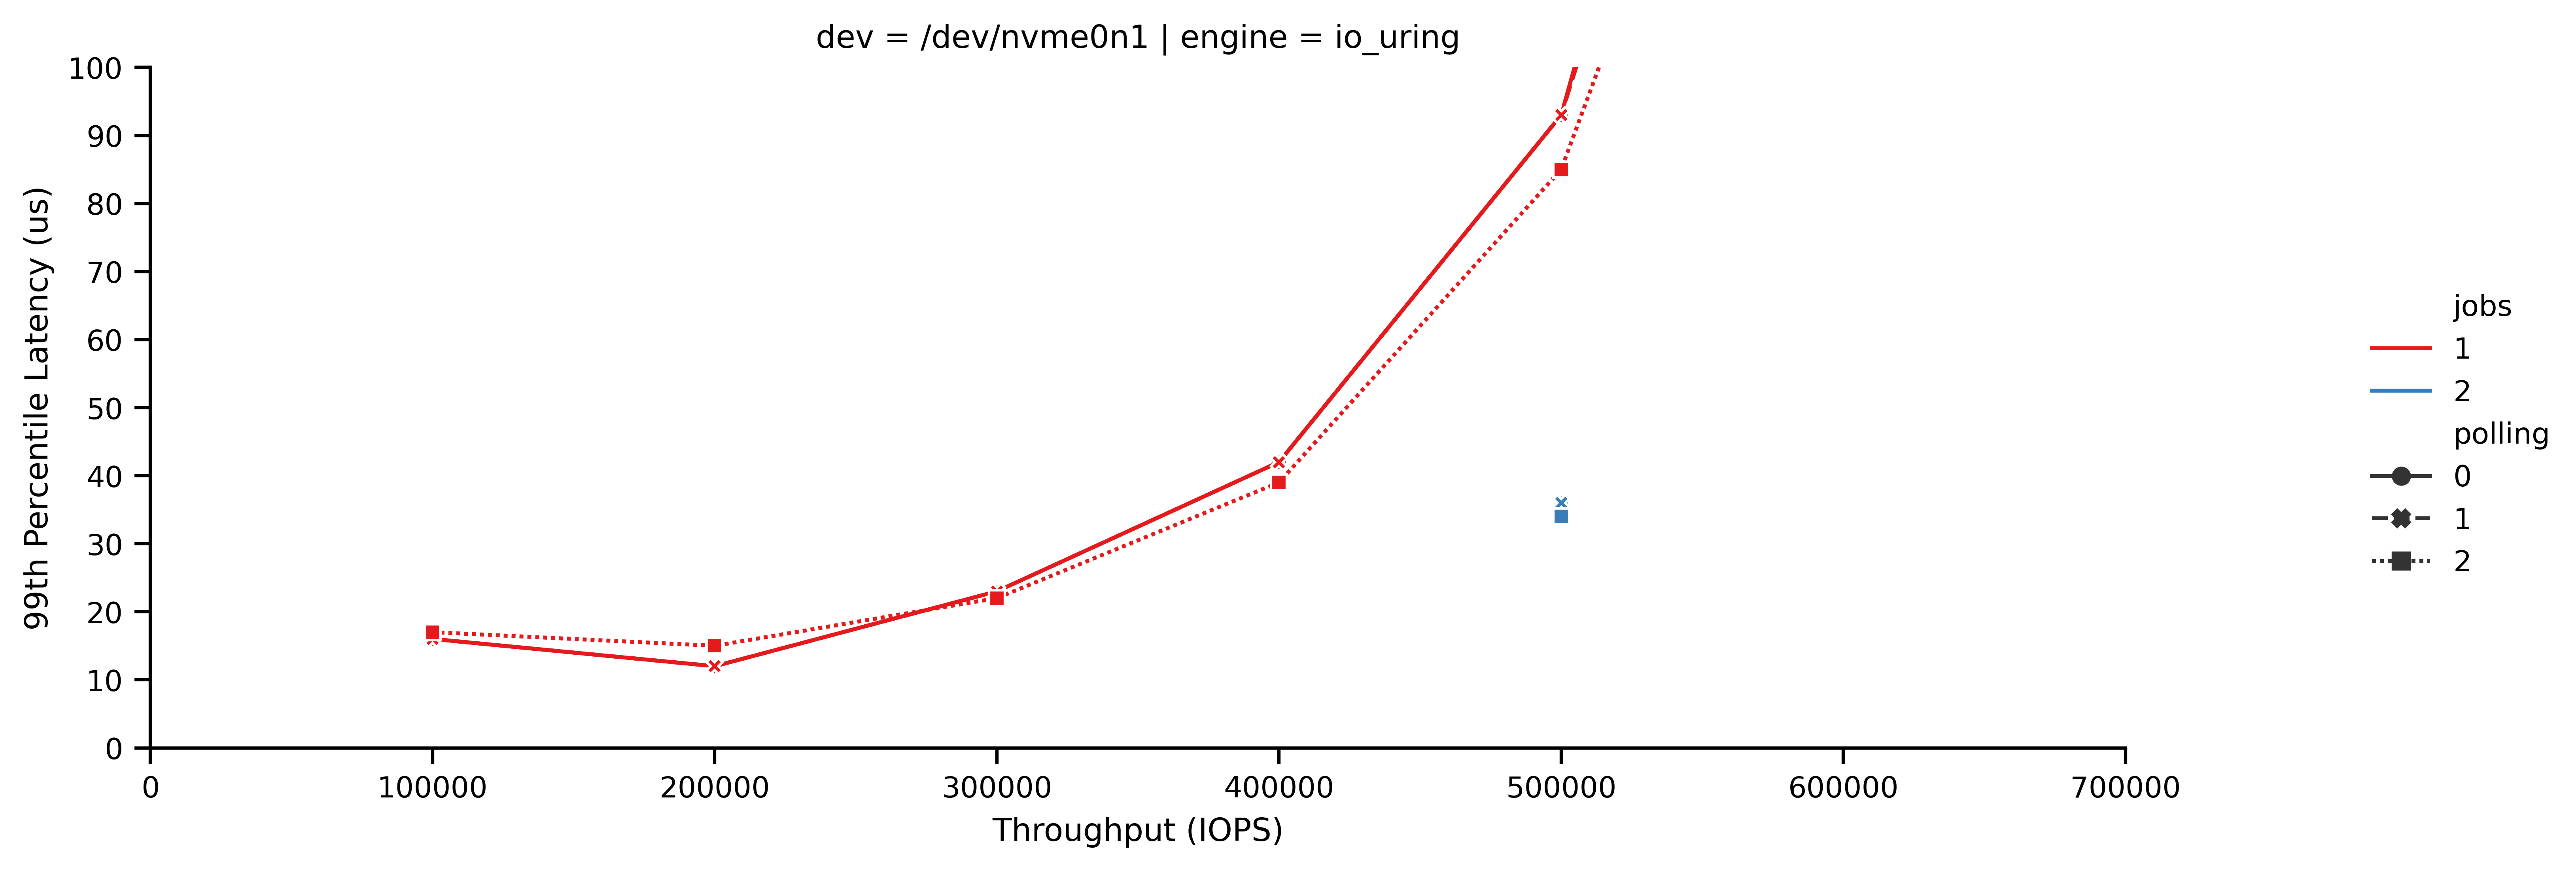 dev = /dev/nvme0n1 | engine = io_uring
99th Percentile Latency (us)
100
90
80
70
60
50
40
30
20
10
0
0 100000 200000 300000 400000 500000 600000 700000
Throughput (IOPS)
jobs
1
2
polling
0
1
2